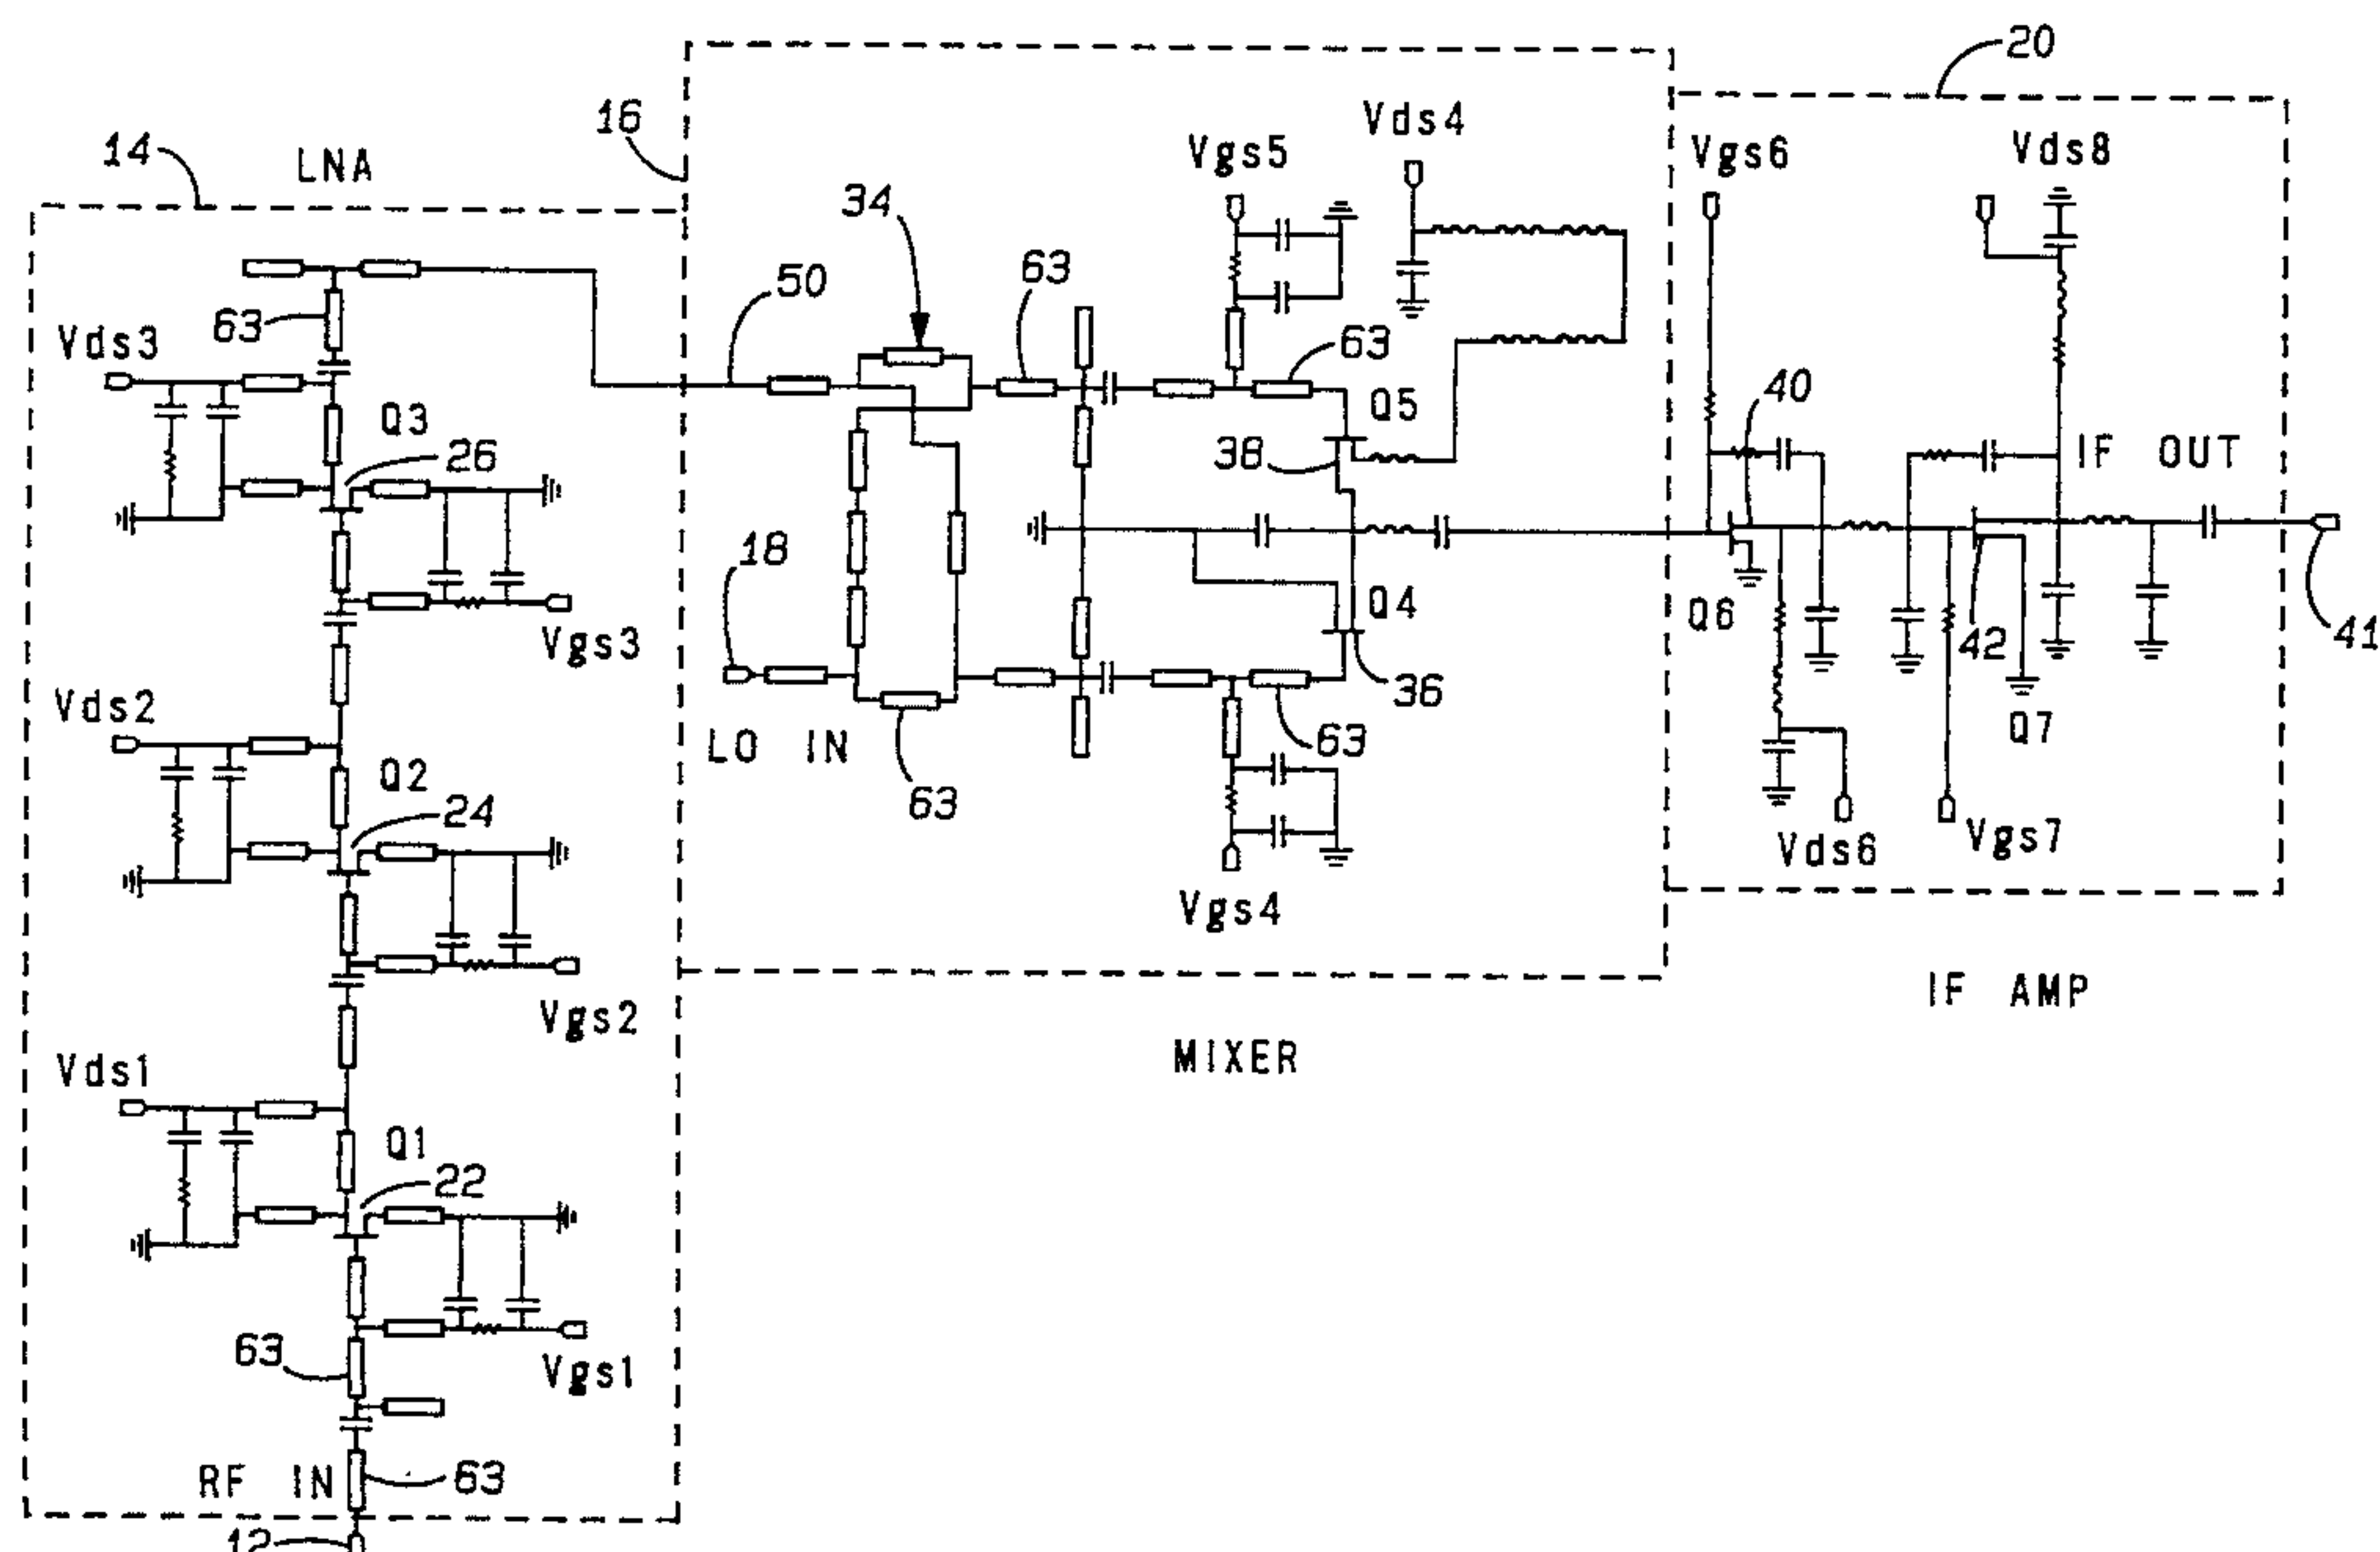 20
16
Vds4
14
LNA
Vgs5
Vgs6
Vds8
34
63
50
63
Vds3
63
40
Q5
Q3
26
38
IF OUT
18
Q4
Q6
42
41
Vgs3
36
Vds2
LO IN
63
Q7
Q2
24
63
Vgs7
Vds6
Vgs4
IF AMP
Vgs2
MIXER
Vds1
Q1
22
63
Vgs1
RF IN
63
12